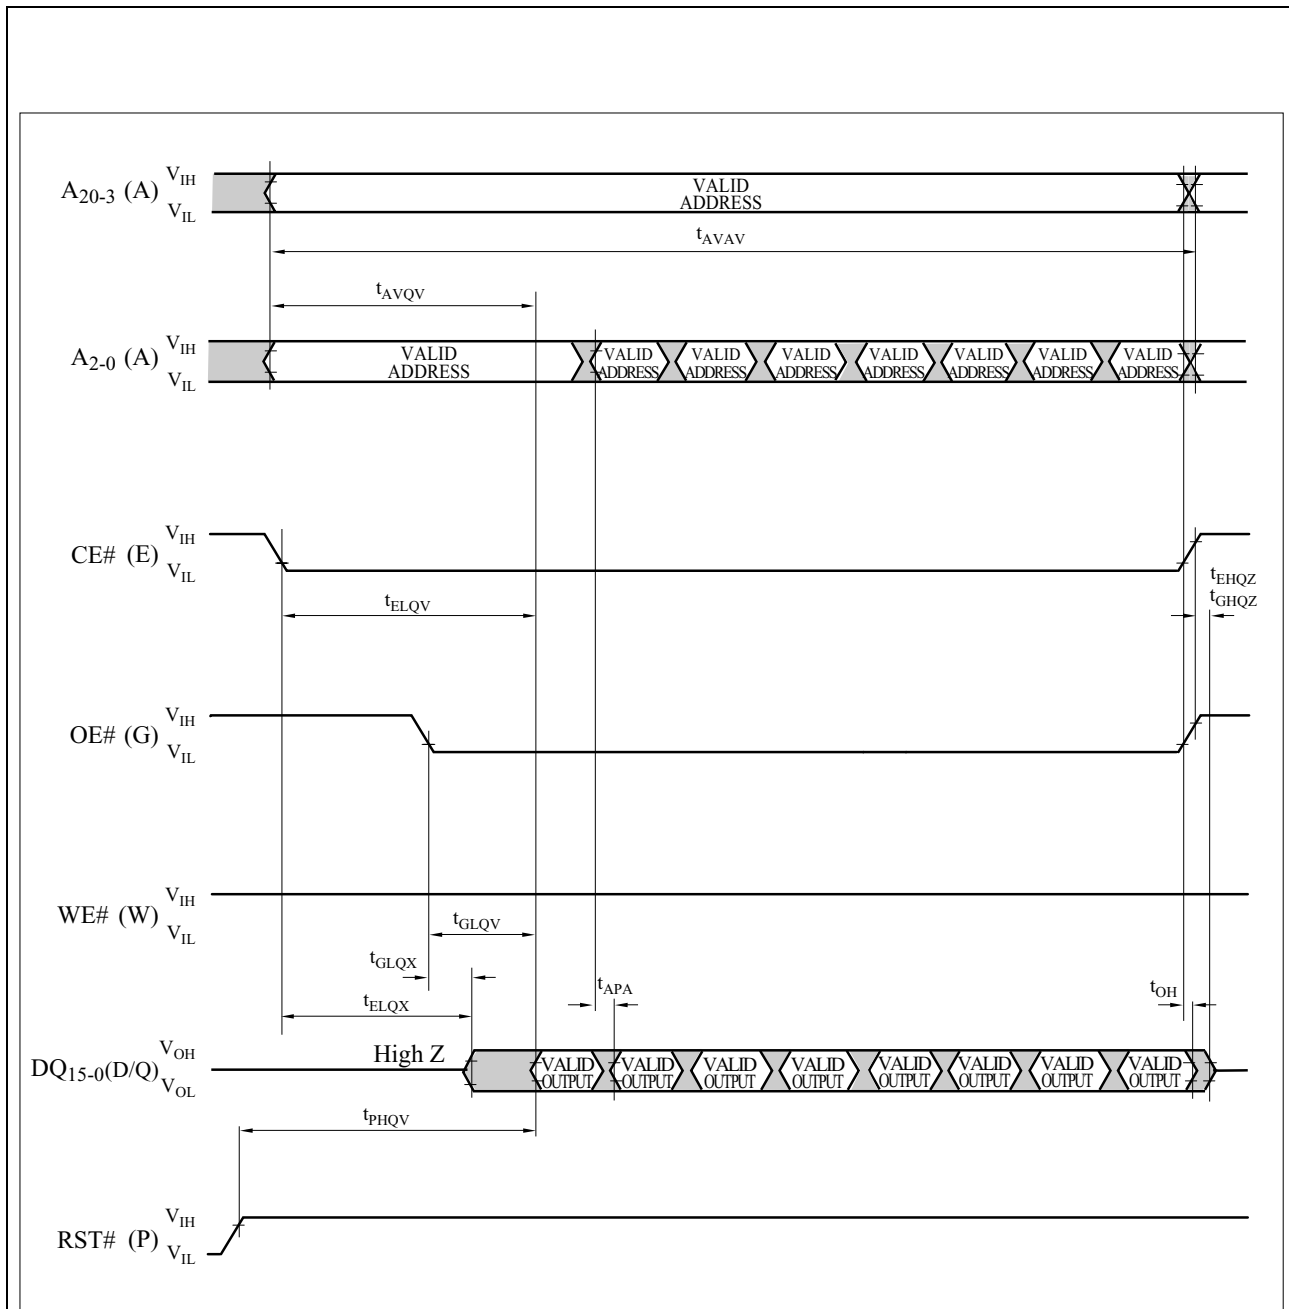 A20-3 (A) VIH VIL
VALID ADDRESS
tAVAV
tAVQV
A2-0 (A) VIH VIL
VALID ADDRESS VALID ADDRESS VALID ADDRESS VALID ADDRESS VALID ADDRESS VALID ADDRESS VALID ADDRESS VALID ADDRESS
CE# (E) VIH VIL
tEHQZ
tGHQZ
tELQV
OE# (G) VIH VIL
WE# (W) VIH VIL
tGLQV
tGLQX
tAPA
tOH
tELQX
DQ15-0(D/Q) VOH VOL
High Z
VALID OUTPUT VALID OUTPUT VALID OUTPUT VALID OUTPUT VALID OUTPUT VALID OUTPUT VALID OUTPUT VALID OUTPUT
tPHQV
RST# (P) VIH VIL